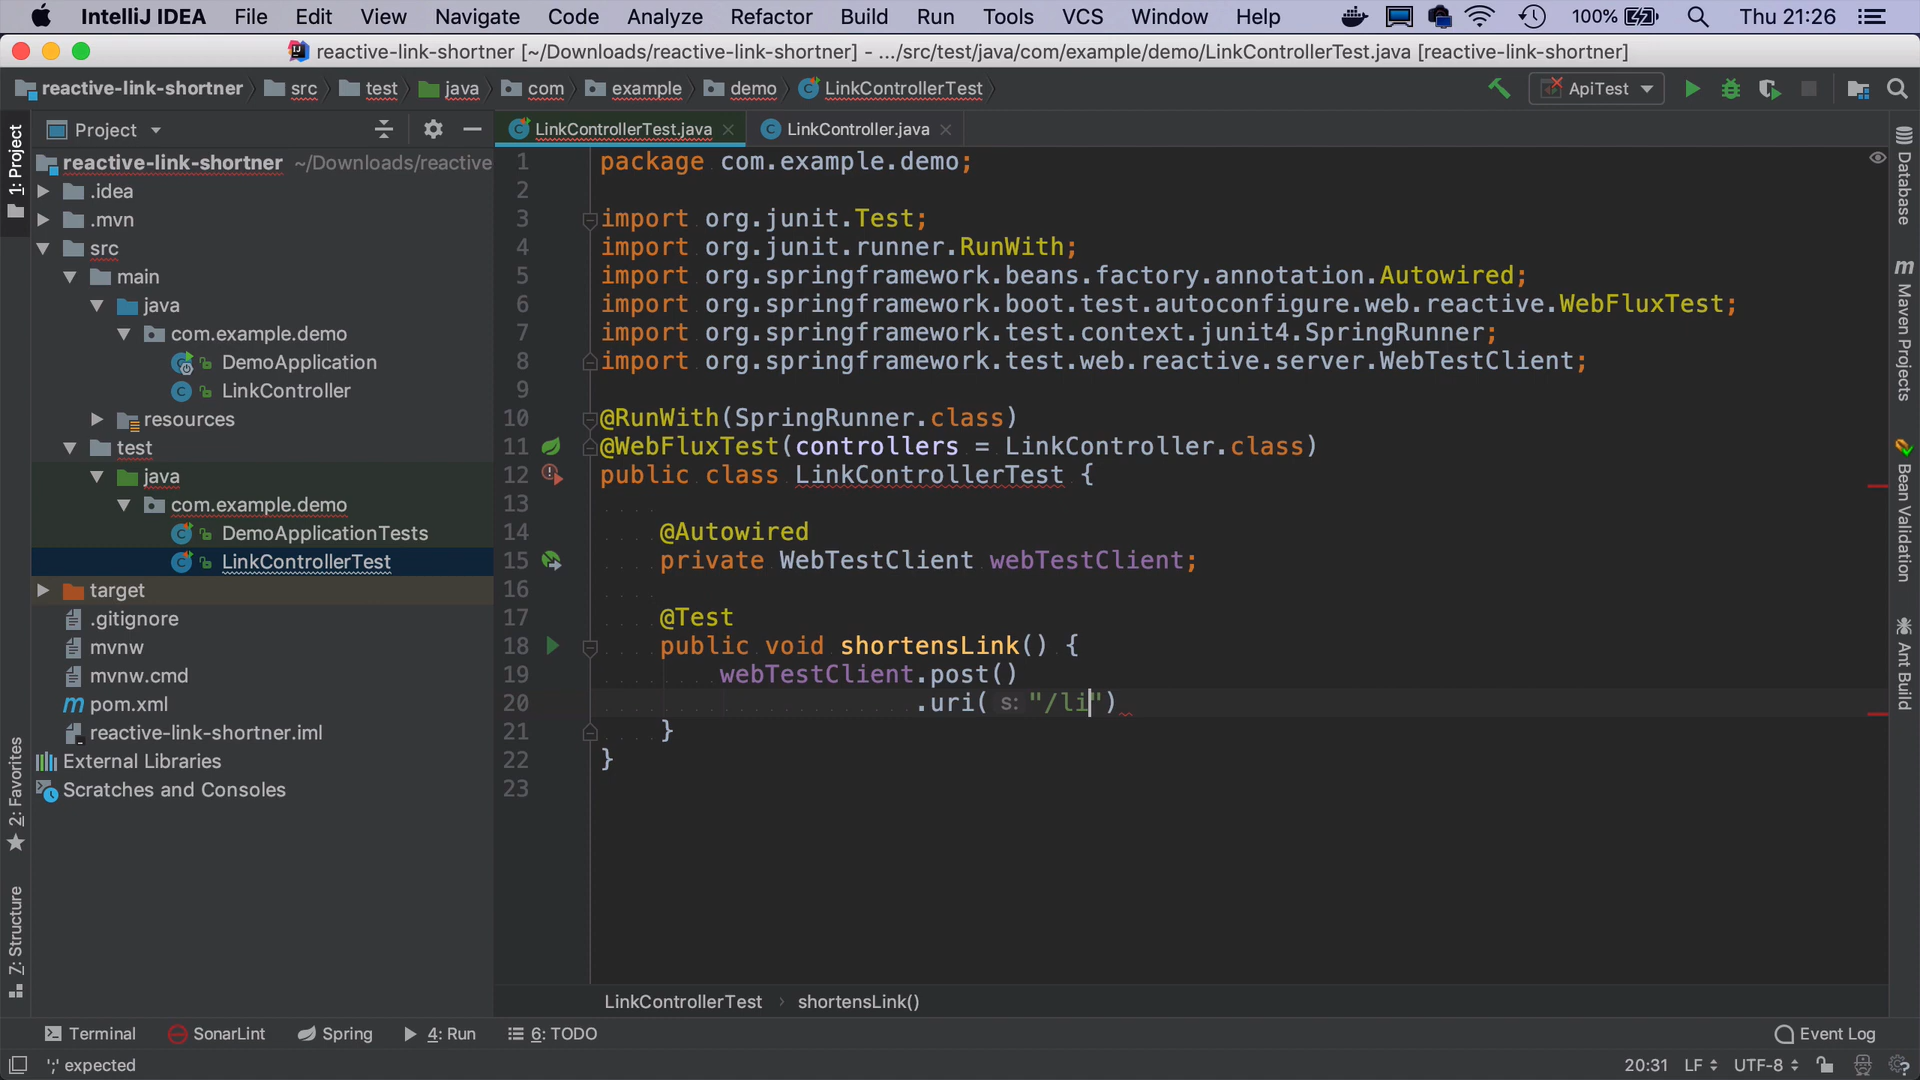 IntelliJ IDEA File Edit View Navigate Code Analyze Refactor Build Run Tools VCS Window Help 100% Thu 21:26
reactive-link-shortner [~/Downloads/reactive-link-shortner] - .../src/test/java/com/example/demo/LinkControllerTest.java [reactive-link-shortner]
reactive-link-shortner src test java com example demo LinkControllerTest ApiTest
Project
LinkControllerTest.java LinkController.java
1: Project
2: Favorites
Z: Structure
reactive-link-shortner ~/Downloads/reactive
.idea
.mvn
src
main
java
com.example.demo
DemoApplication
LinkController
resources
test
java
com.example.demo
DemoApplicationTests
LinkControllerTest
target
.gitignore
mvnw
mvnw.cmd
pom.xml
reactive-link-shortner.iml
External Libraries
Scratches and Consoles
1 package com.example.demo;
2
3 import org.junit.Test;
4 import org.junit.runner.RunWith;
5 import org.springframework.beans.factory.annotation.Autowired;
6 import org.springframework.boot.test.autoconfigure.web.reactive.WebFluxTest;
7 import org.springframework.test.context.junit4.SpringRunner;
8 import org.springframework.test.web.reactive.server.WebTestClient;
9
10 @RunWith(SpringRunner.class)
11 @WebFluxTest(controllers = LinkController.class)
12 public class LinkControllerTest {
13
14 @Autowired
15 private WebTestClient webTestClient;
16
17 @Test
18 public void shortensLink() {
19 webTestClient.post()
20 .uri( s: "/li")
21 }
22 }
23
Database
m Maven Projects
Bean Validation
Ant Build
LinkControllerTest › shortensLink()
Terminal SonarLint Spring 4: Run 6: TODO Event Log
';' expected 20:31 LF UTF-8